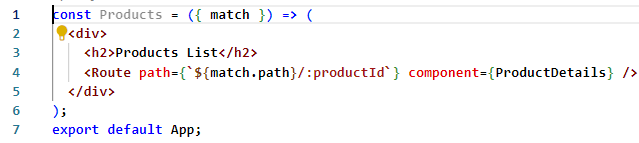 1 const Products = ({ match }) => (
2 <div>
3 <h2>Products List</h2>
4 <Route path={`${match.path}/:productId`} component={ProductDetails} />
5 </div>
6 );
7 export default App;